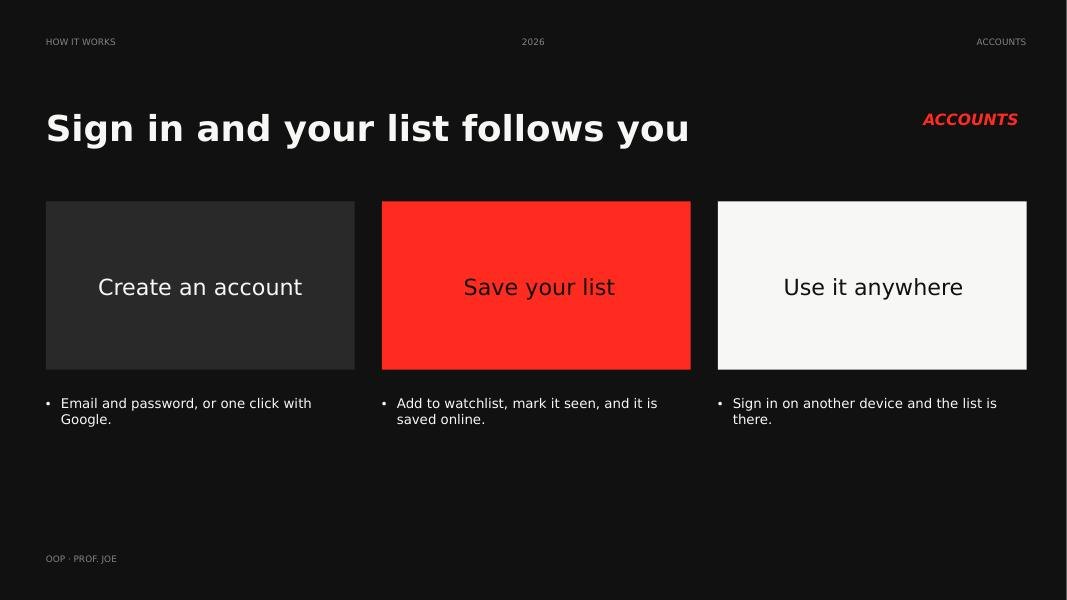 HOW IT WORKS
2026
ACCOUNTS
Sign in and your list follows you
ACCOUNTS
Create an account
Save your list
Use it anywhere
• Email and password, or one click with
Google.
• Add to watchlist, mark it seen, and it is
saved online.
• Sign in on another device and the list is
there.
OOP · PROF. JOE